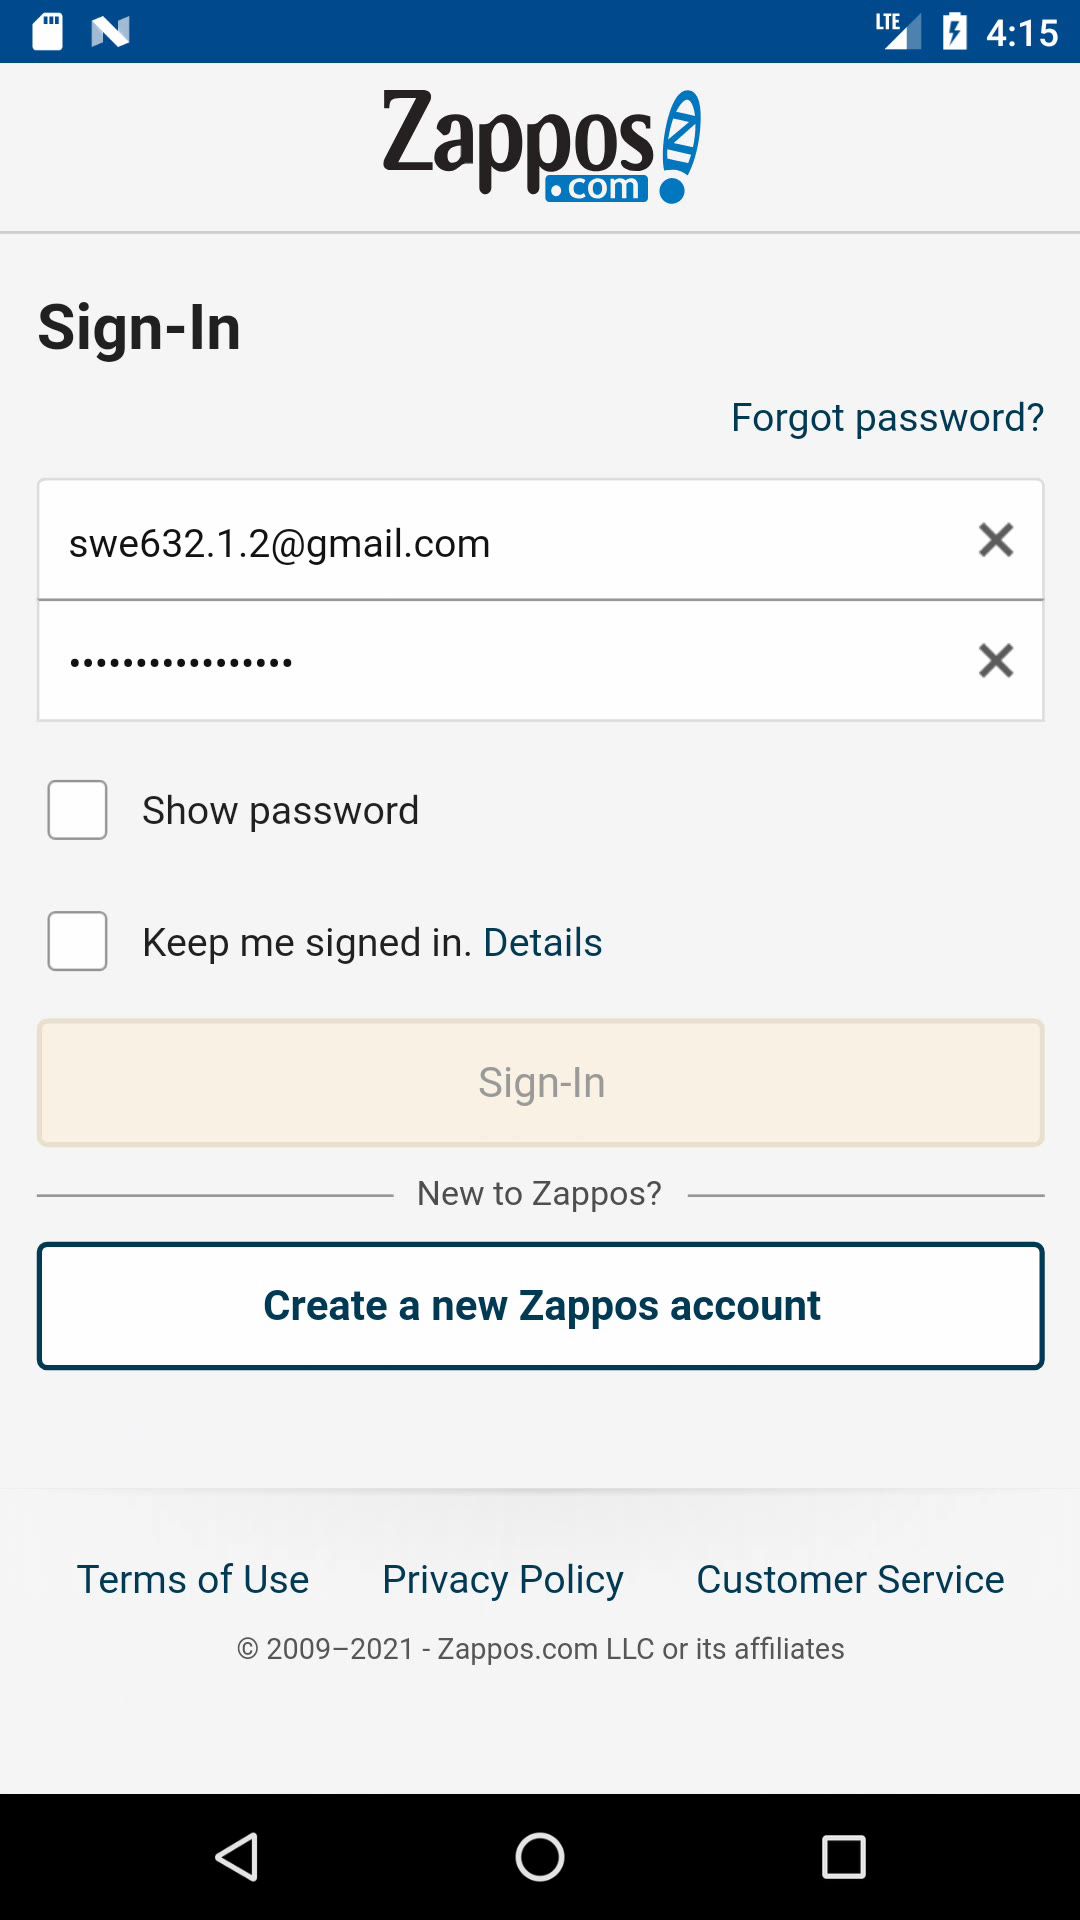 LTE 4:15
Zappos
.com
Sign-In
Forgot password?
swe632.1.2@gmail.com
•••••••••••••••••
Show password
Keep me signed in. Details
Sign-In
New to Zappos?
Create a new Zappos account
Terms of Use Privacy Policy Customer Service
© 2009–2021 - Zappos.com LLC or its affiliates